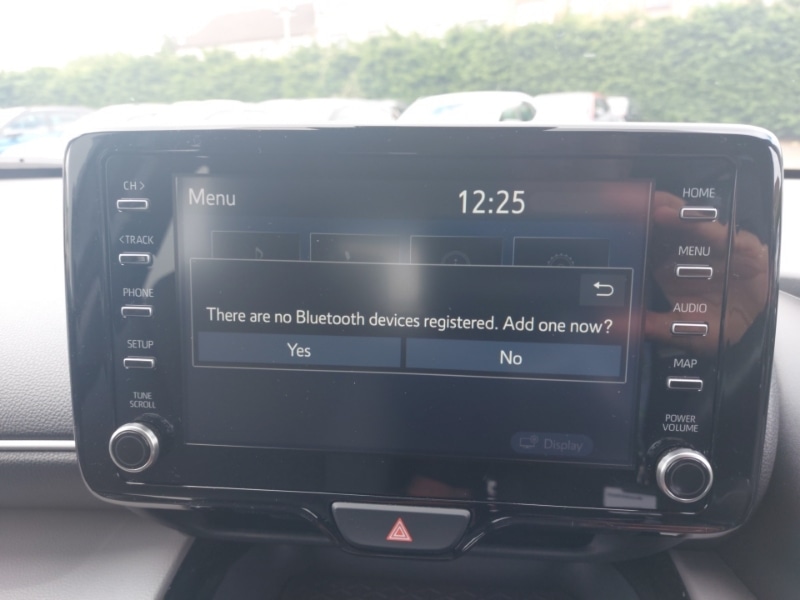 CH >
< TRACK
PHONE
SETUP
TUNE
SCROLL
Menu
12:25
There are no Bluetooth devices registered. Add one now?
Yes
No
Display
HOME
MENU
AUDIO
MAP
POWER
VOLUME